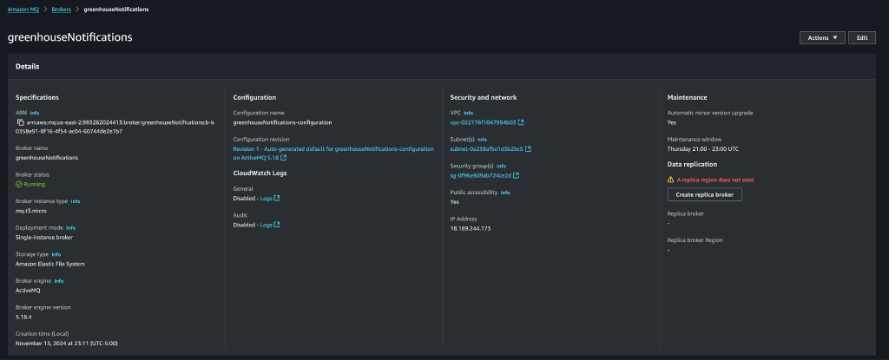 Amazon MQ > Brokers > greenhouseNotifications
greenhouseNotifications
Actions
Edit
Details
Specifications
ARN Info
arn:aws:mq:us-east-2:983262024413:broker:greenhouseNotifications:b-b
0358e91-8f16-4f54-ac04-60744de2e1b7
Broker name
greenhouseNotifications
Broker status
Running
Broker instance type Info
mq.t3.micro
Deployment mode Info
Single-instance broker
Storage type Info
Amazon Elastic File System
Broker engine Info
ActiveMQ
Broker engine version
5.18.4
Creation time (Local)
November 13, 2024 at 23:11 (UTC-5:00)
Configuration
Configuration name
greenhouseNotifications-configuration
Configuration revision
Revision 1 - Auto-generated default for greenhouseNotifications-configuration
on ActiveMQ 5.18
CloudWatch Logs
General
Disabled - Logs
Audit
Disabled - Logs
Security and network
VPC Info
vpc-022176f1047984b03
Subnet(s) Info
subnet-0a238af5e1d3b2bc5
Security group(s) Info
sg-0f96e8d9ab724ce2d
Public accessibility Info
Yes
IP Address
18.189.244.173
Maintenance
Automatic minor version upgrade
Yes
Maintenance window
Thursday 21:00 - 23:00 UTC
Data replication
A replica region does not exist.
Create replica broker
Replica broker
-
Replica broker Region
-